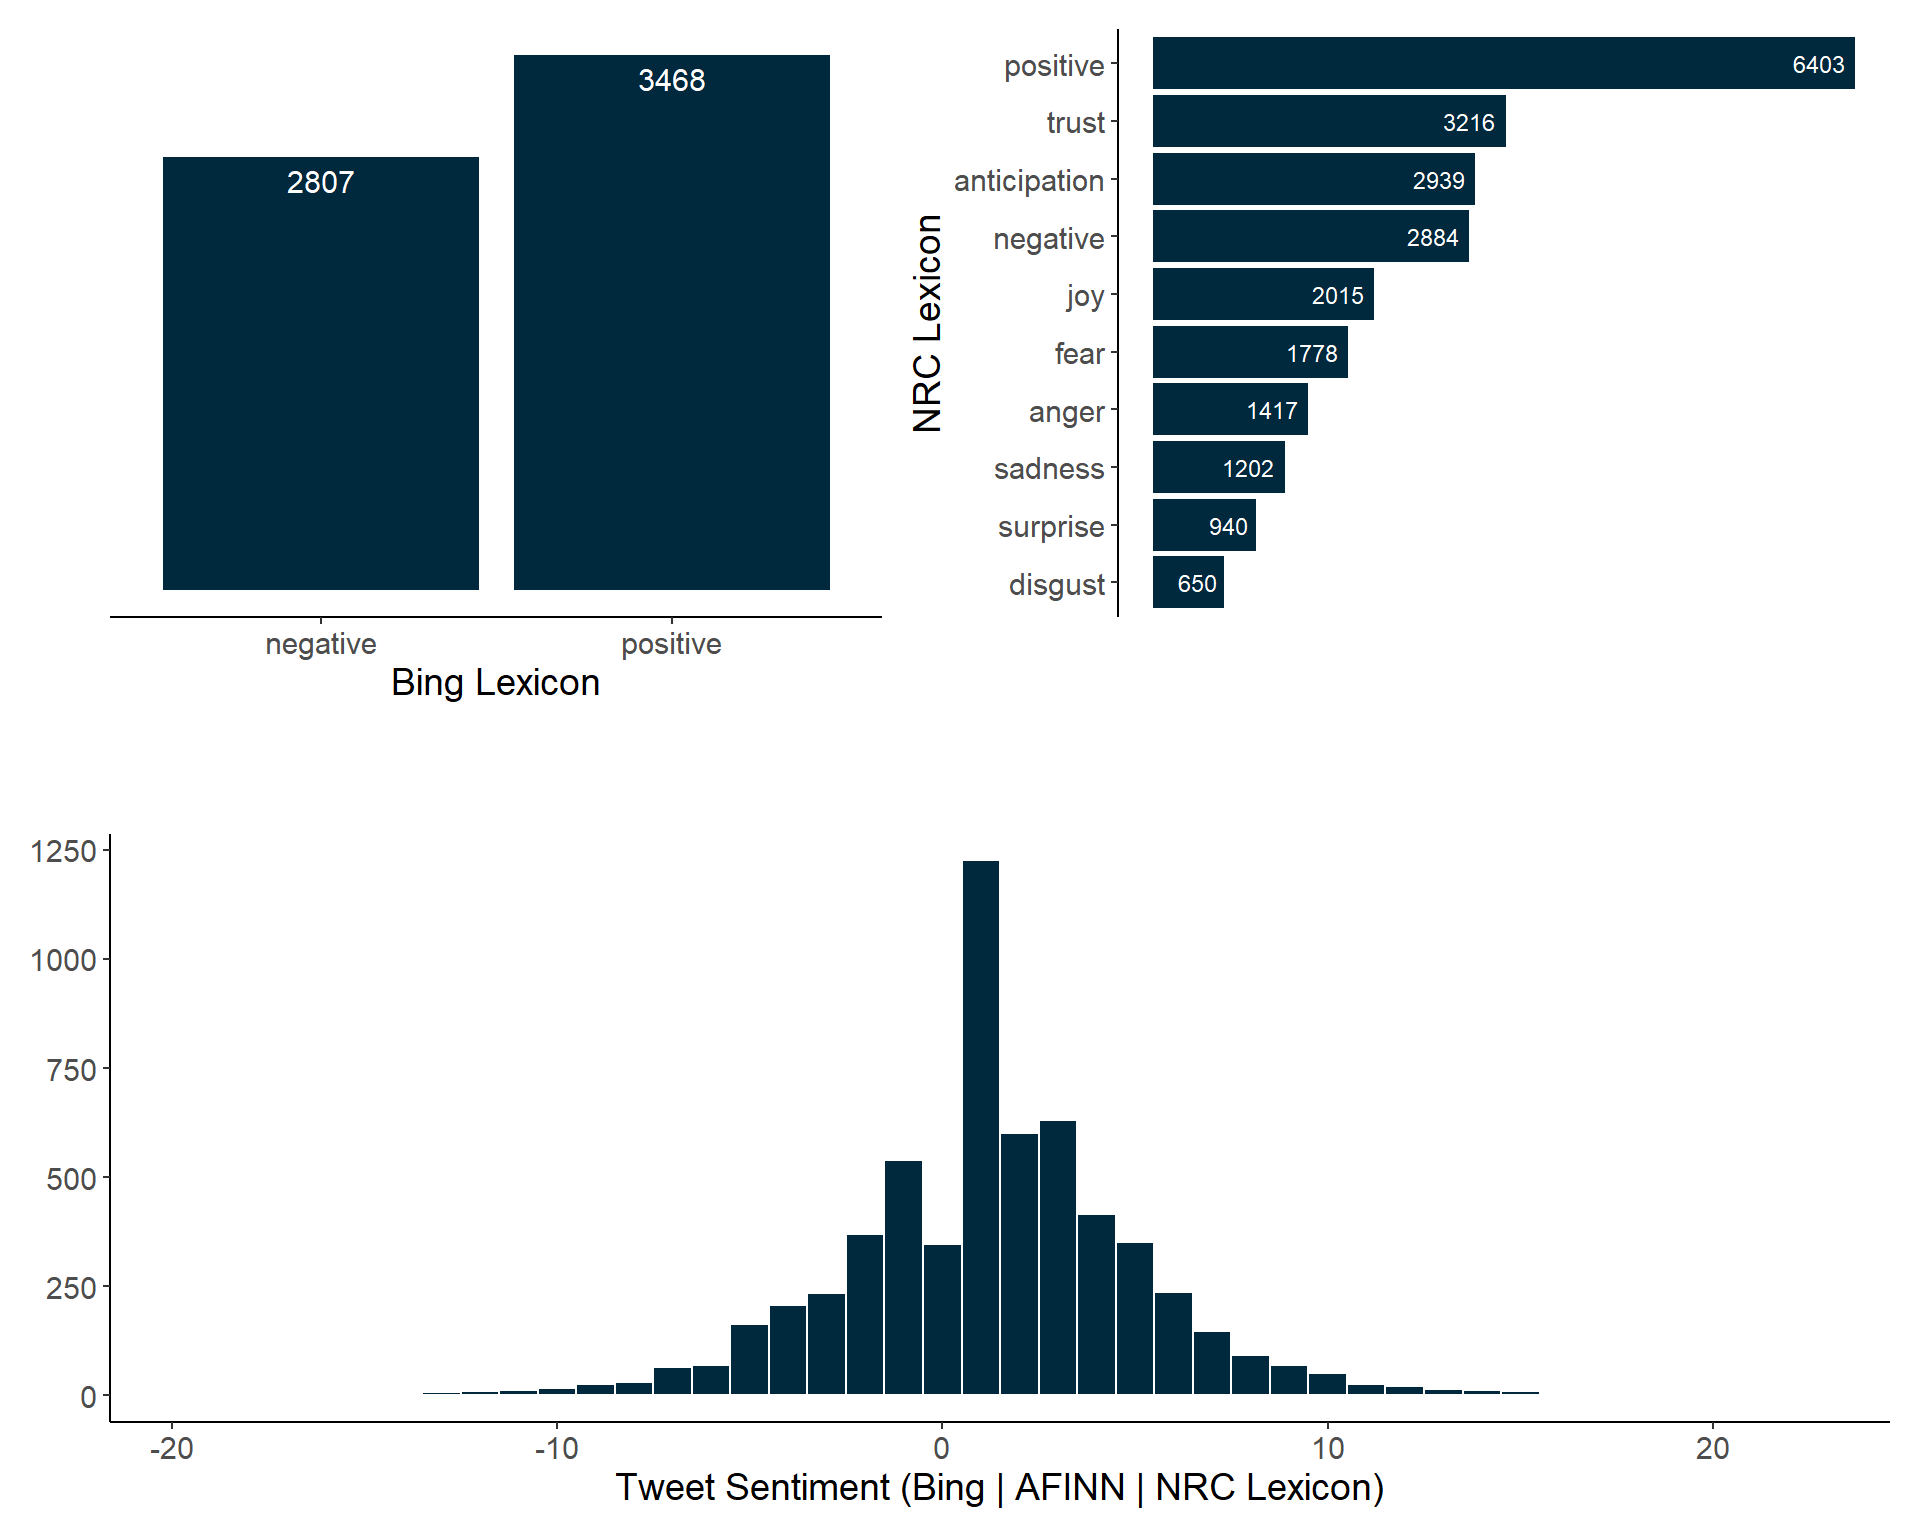 3468
2807
negative
positive
Bing Lexicon
NRC Lexicon
positive
6403
trust
3216
anticipation
2939
negative
2884
joy
2015
fear
1778
anger
1417
sadness
1202
surprise
940
disgust
650
1250
1000
750
500
250
0
-20
-10
0
10
20
Tweet Sentiment (Bing | AFINN | NRC Lexicon)